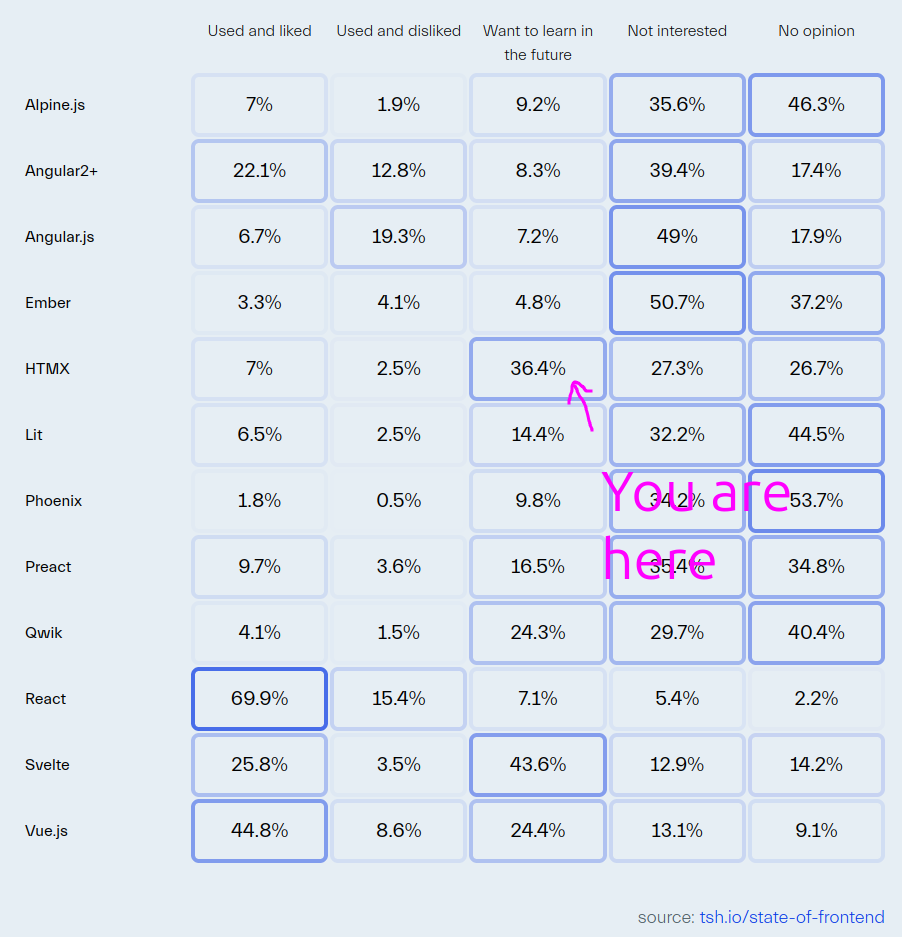 Used and liked Used and disliked Want to learn in the future Not interested No opinion
Alpine.js 7% 1.9% 9.2% 35.6% 46.3%
Angular2+ 22.1% 12.8% 8.3% 39.4% 17.4%
Angular.js 6.7% 19.3% 7.2% 49% 17.9%
Ember 3.3% 4.1% 4.8% 50.7% 37.2%
HTMX 7% 2.5% 36.4% 27.3% 26.7%
Lit 6.5% 2.5% 14.4% 32.2% 44.5%
Phoenix 1.8% 0.5% 9.8% 34.2% 53.7%
You are
Preact 9.7% 3.6% 16.5% 35.4% 34.8%
here
Qwik 4.1% 1.5% 24.3% 29.7% 40.4%
React 69.9% 15.4% 7.1% 5.4% 2.2%
Svelte 25.8% 3.5% 43.6% 12.9% 14.2%
Vue.js 44.8% 8.6% 24.4% 13.1% 9.1%
source: tsh.io/state-of-frontend